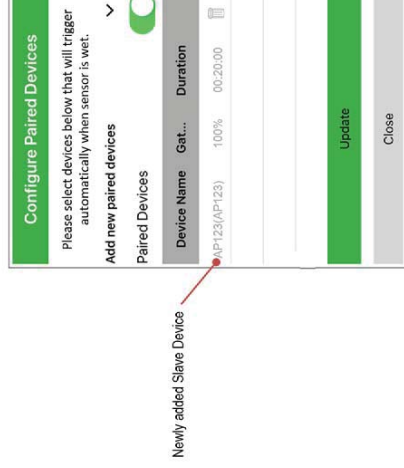 Configure Paired Devices
Please select devices below that will trigger
automatically when sensor is wet.
Add new paired devices
Paired Devices
Device Name Gat... Duration
AP123(AP123) 100% 00:20:00
Update
Close
Newly added Slave Device